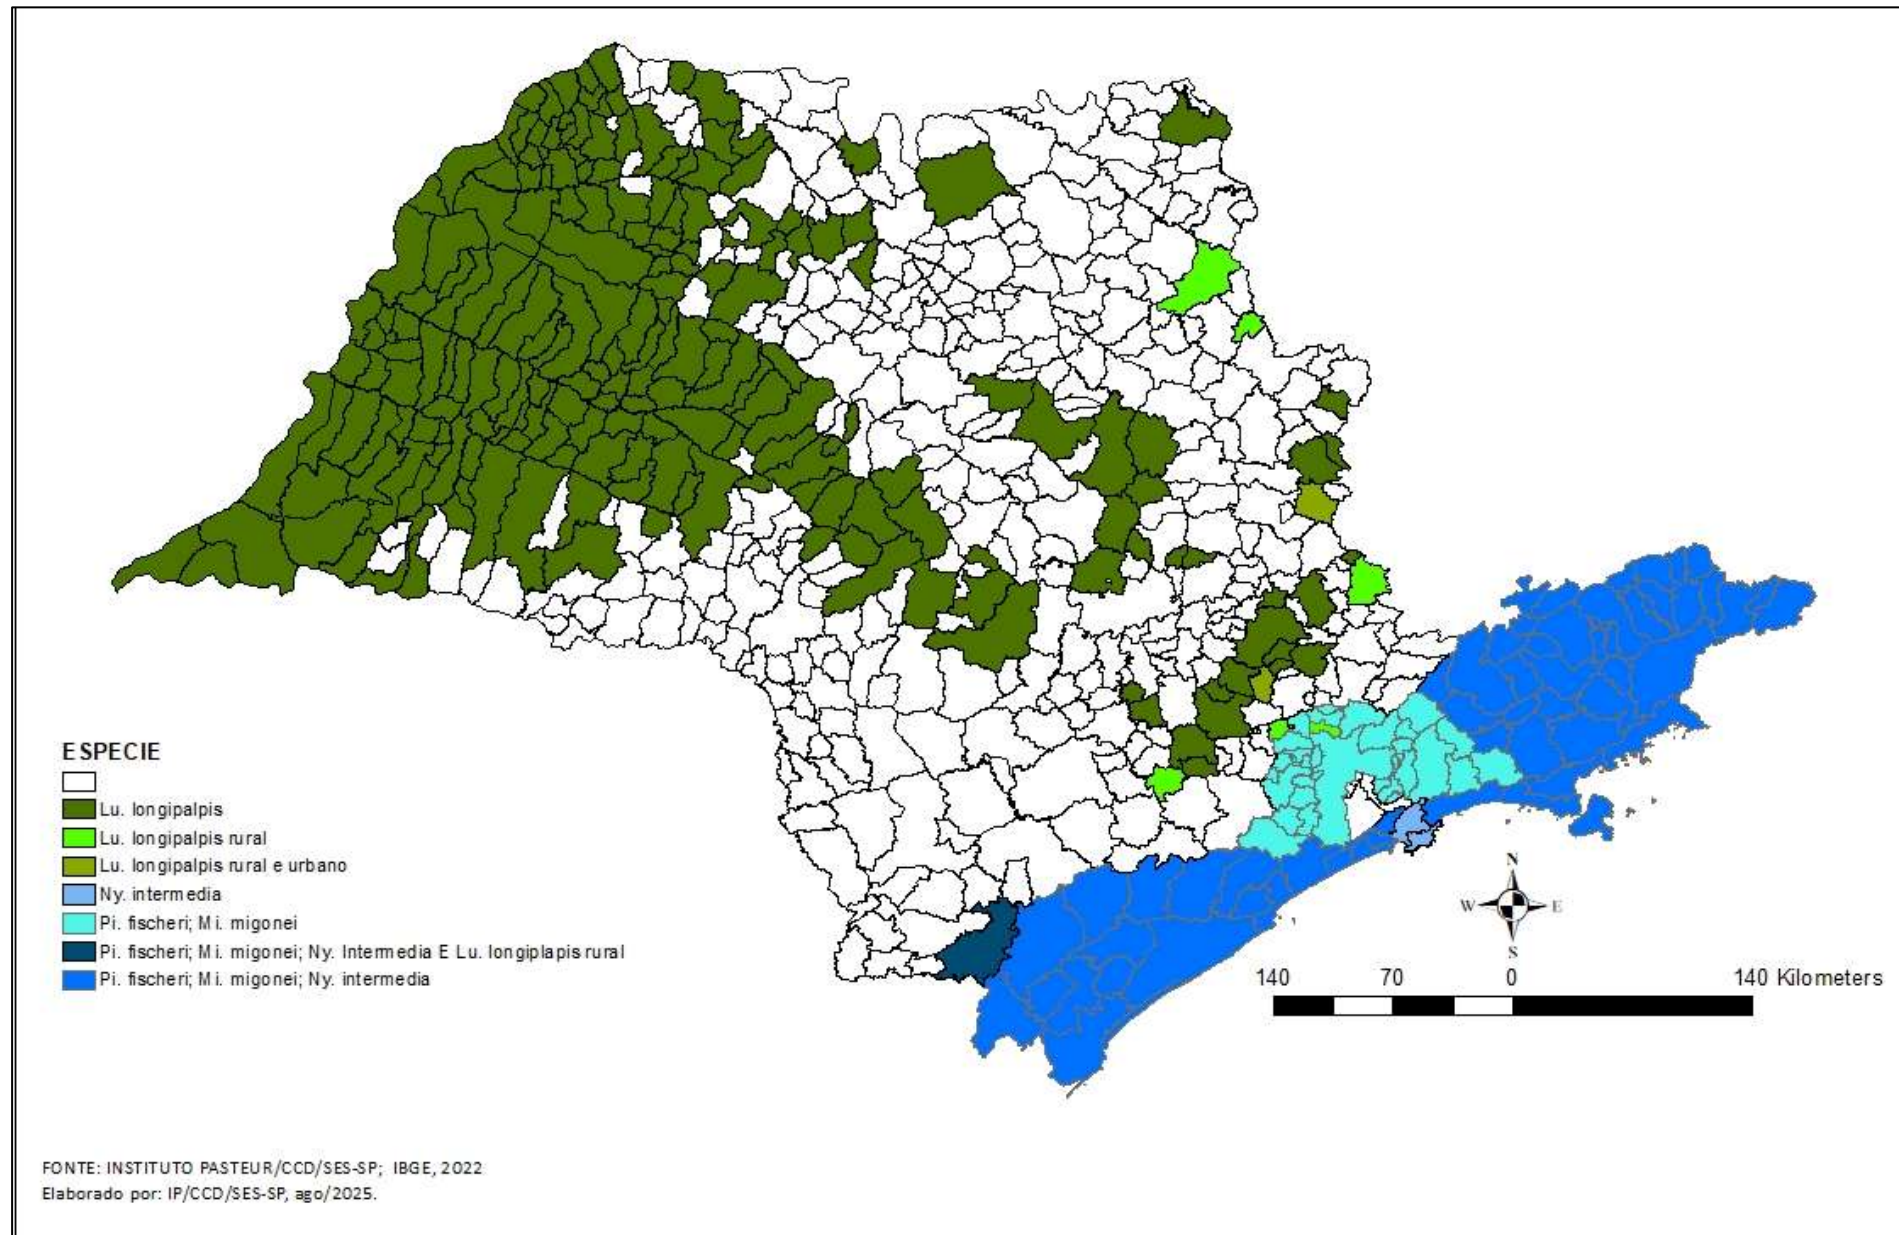 ESPECIE
Lu. longipalpis
Lu. longipalpis rural
Lu. longipalpis rural e urbano
Ny. intermedia
Pi. fischeri; Mi. migonei
Pi. fischeri; Mi. migonei; Ny. Intermedia E Lu. longiplapis rural
Pi. fischeri; Mi. migonei; Ny. intermedia
N
W E
S
140 70 0 140 Kilometers
FONTE: INSTITUTO PASTEUR/CCD/SES-SP; IBGE, 2022
Elaborado por: IP/CCD/SES-SP, ago/2025.